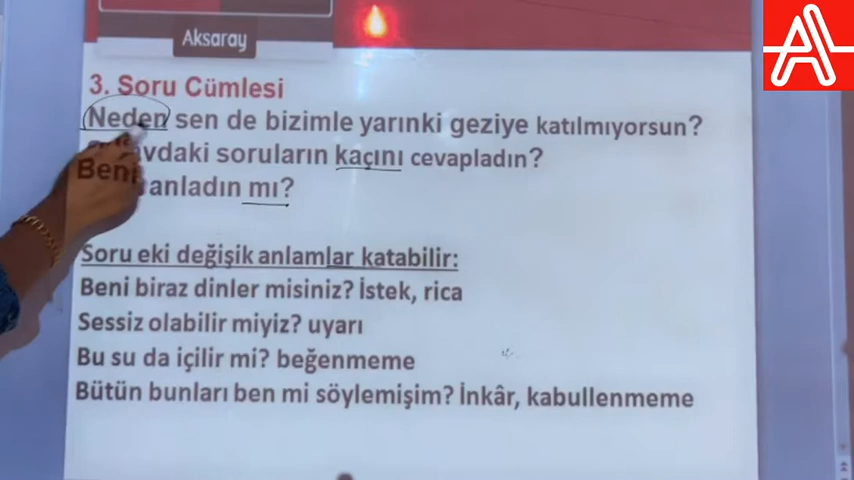 Aksaray
3. Soru Cümlesi
Neden sen de bizimle yarınki geziye katılmıyorsun?
soruların kaçını cevapladın?
anladın mı?
Soru eki değişik anlamlar katabilir:
Beni biraz dinler misiniz? İstek, rica
Sessiz olabilir miyiz? uyarı
Bu su da içilir mi? beğenmeme
Bütün bunları ben mi söylemişim? İnkâr, kabullenmeme